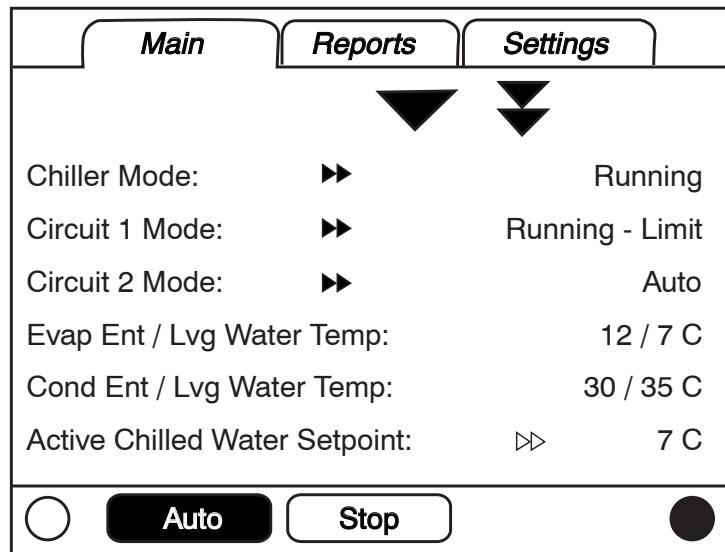 Main Reports Settings
Chiller Mode: Running
Circuit 1 Mode: Running - Limit
Circuit 2 Mode: Auto
Evap Ent / Lvg Water Temp: 12 / 7 C
Cond Ent / Lvg Water Temp: 30 / 35 C
Active Chilled Water Setpoint: 7 C
Auto Stop